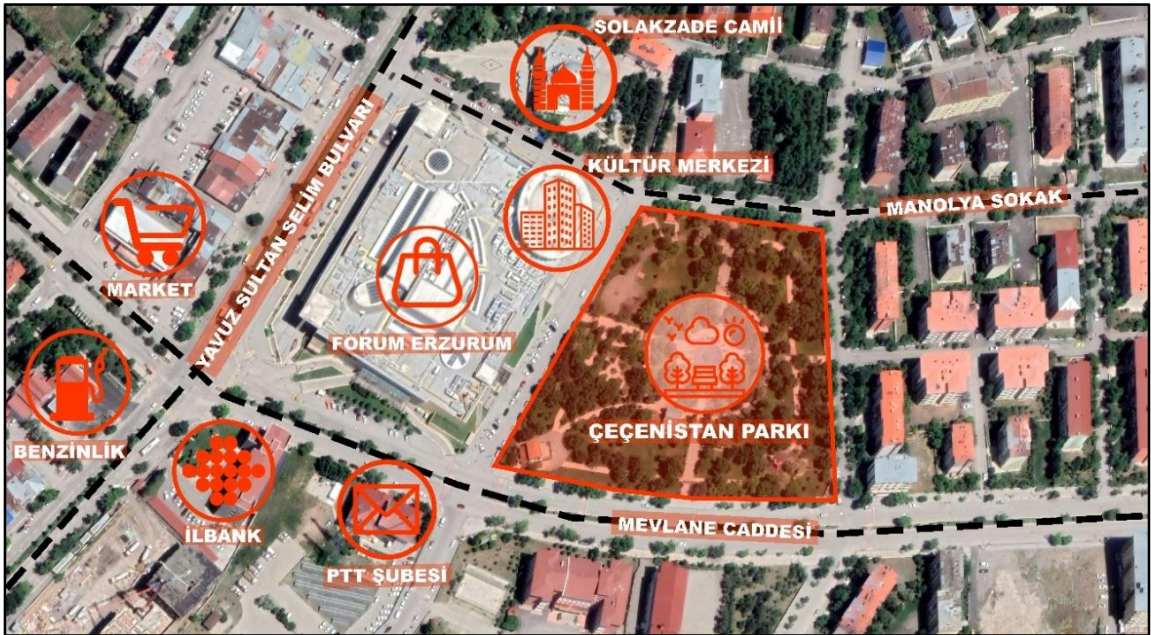 SOLAKZADE CAMİİ
KÜLTÜR MERKEZİ
MANOLYA SOKAK
YAVUZ SULTAN SELİM BULVARI
MARKET
FORUM ERZURUM
BENZİNLİK
ÇEÇENİSTAN PARKI
İLBANK
MEVLANE CADDESİ
PTT ŞUBESİ